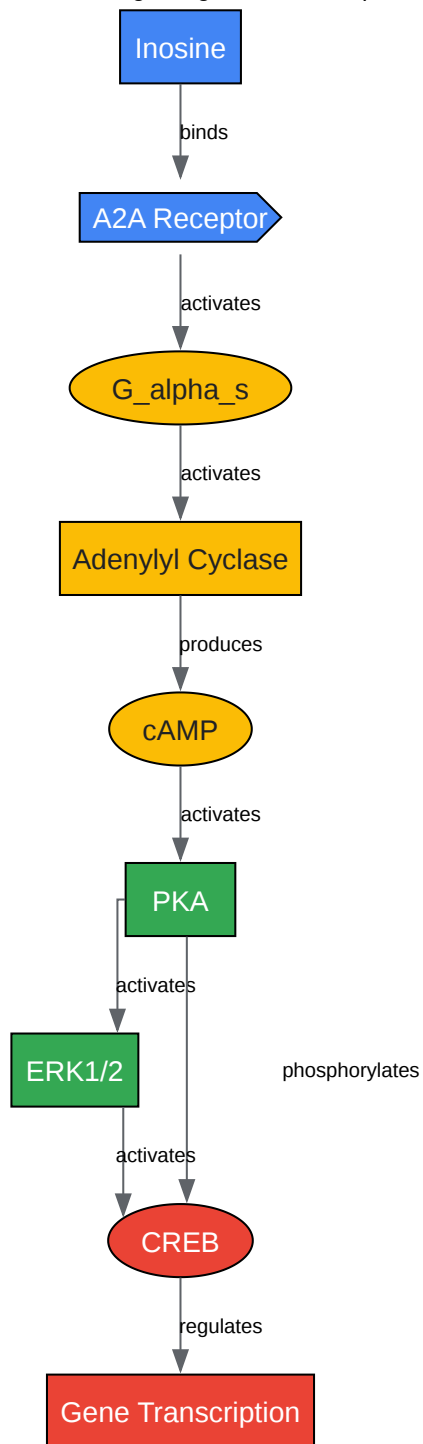 Inosine
binds
A2A Receptor
activates
G_alpha_s
activates
Adenylyl Cyclase
produces
cAMP
activates
PKA
activates
ERK1/2
phosphorylates
activates
CREB
regulates
Gene Transcription